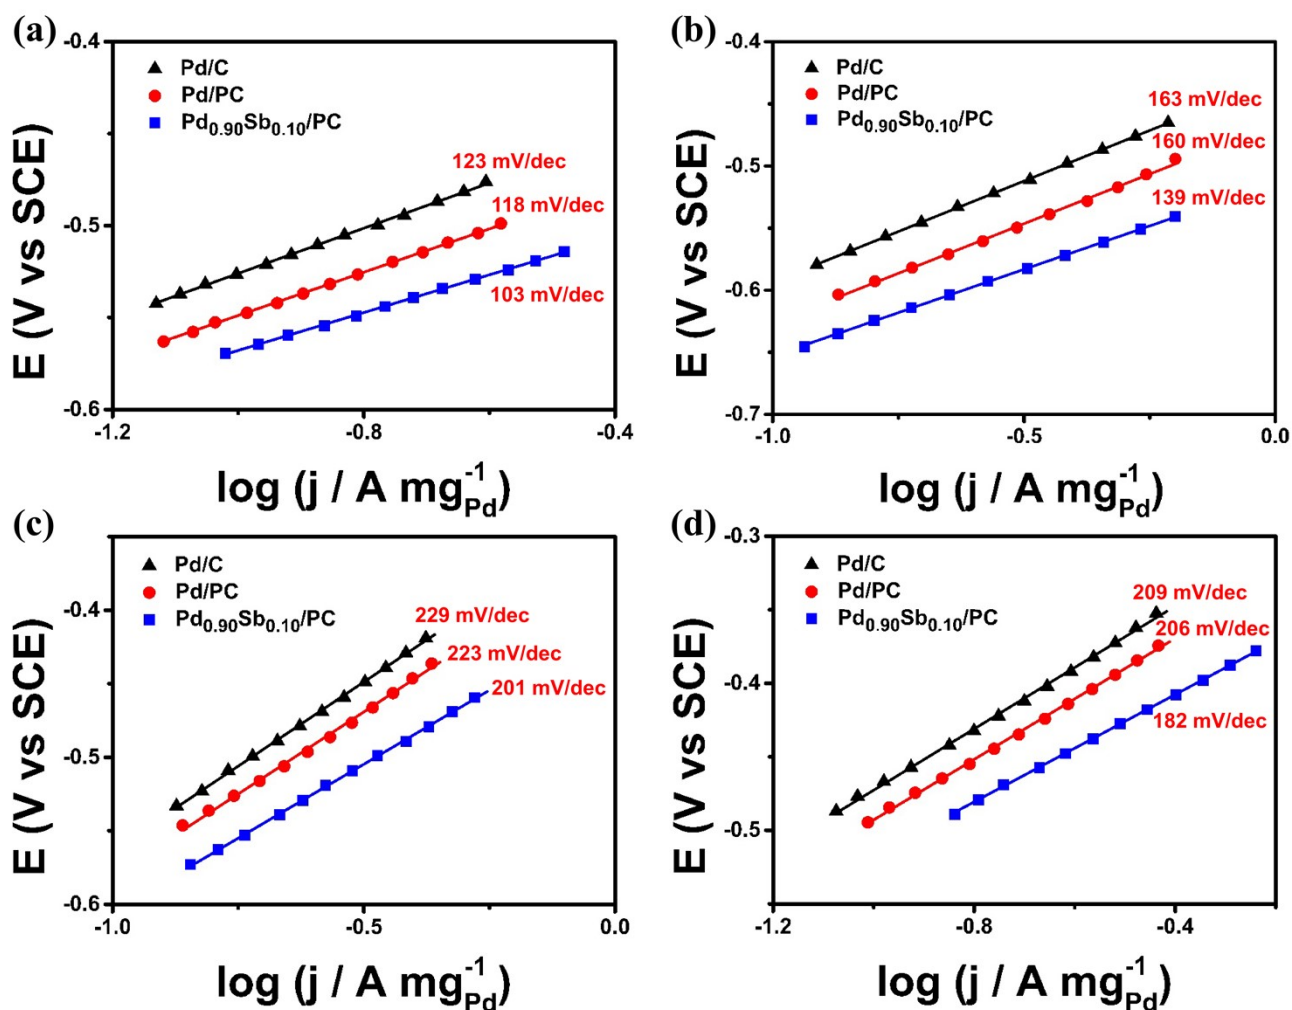 (a)
-0.4
Pd/C
Pd/PC
Pd0.90Sb0.10/PC
123 mV/dec
118 mV/dec
103 mV/dec
-0.5
-0.6
E (V vs SCE)
-1.2
-0.8
-0.4
log (j / A mg-1Pd)
(b)
-0.4
Pd/C
Pd/PC
Pd0.90Sb0.10/PC
163 mV/dec
160 mV/dec
139 mV/dec
-0.5
-0.6
-0.7
E (V vs SCE)
-1.0
-0.5
0.0
log (j / A mg-1Pd)
(c)
Pd/C
Pd/PC
Pd0.90Sb0.10/PC
229 mV/dec
223 mV/dec
201 mV/dec
-0.4
-0.5
-0.6
E (V vs SCE)
-1.0
-0.5
0.0
log (j / A mg-1Pd)
(d)
-0.3
Pd/C
Pd/PC
Pd0.90Sb0.10/PC
209 mV/dec
206 mV/dec
182 mV/dec
-0.4
-0.5
E (V vs SCE)
-1.2
-0.8
-0.4
log (j / A mg-1Pd)